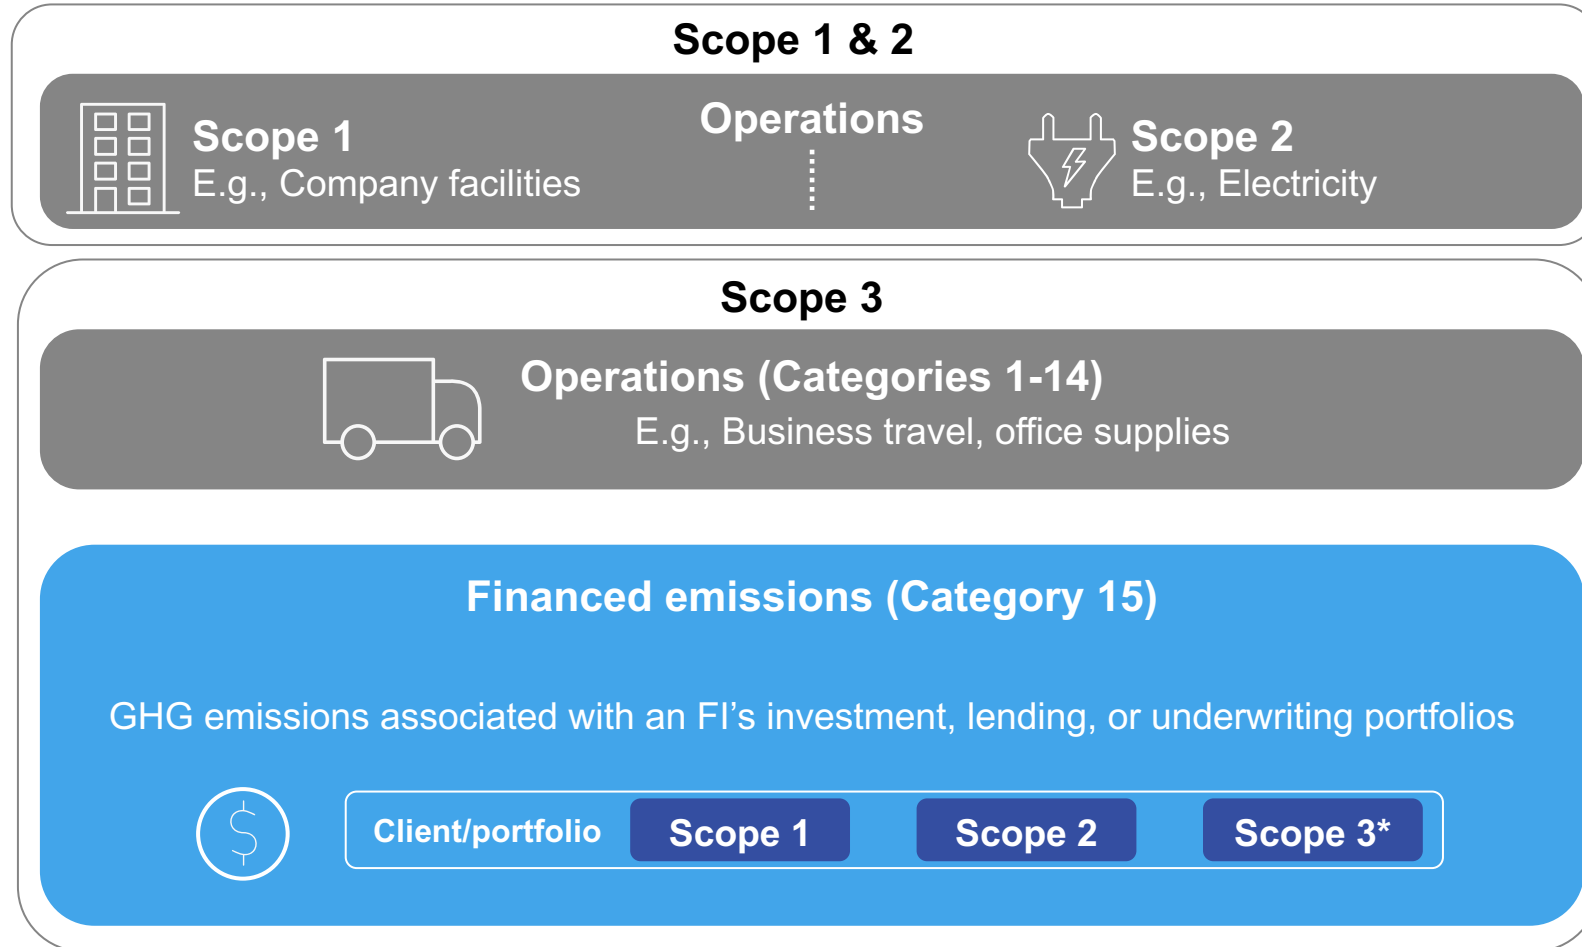 Scope 1 & 2
Operations
Scope 1
E.g., Company facilities
Scope 2
E.g., Electricity
Scope 3
Operations (Categories 1-14)
E.g., Business travel, office supplies
Financed emissions (Category 15)
GHG emissions associated with an FI’s investment, lending, or underwriting portfolios
$
Client/portfolio Scope 1 Scope 2 Scope 3*